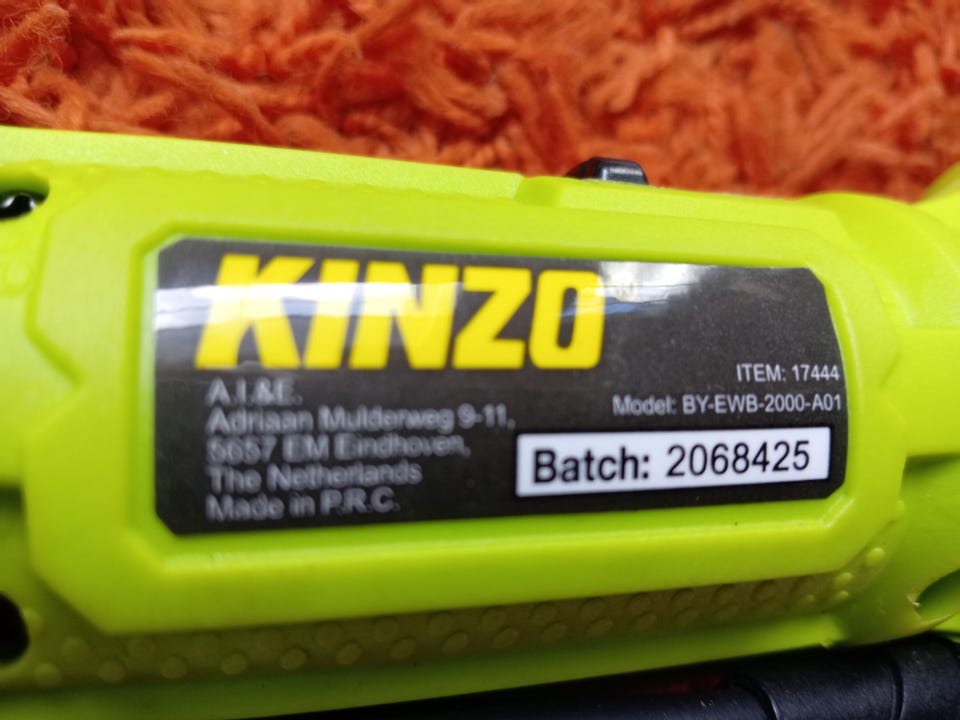 KINZO
ITEM: 17444
Model: BY-EWB-2000-A01
Batch: 2068425
A.I.&E.
Adriaan Mulderweg 9-11,
5657 EM Eindhoven,
The Netherlands
Made in P.R.C.